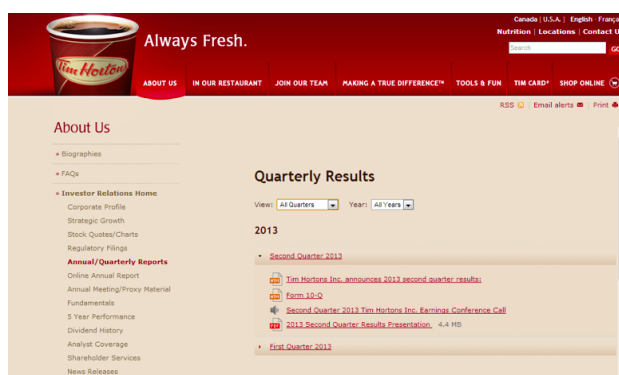 Canada | U.S.A. | English · França
Nutrition | Locations | Contact U
Always Fresh.
Search
GO
Tim Hortons
ABOUT US IN OUR RESTAURANT JOIN OUR TEAM MAKING A TRUE DIFFERENCE™ TOOLS & FUN TIM CARD® SHOP ONLINE
RSS | Email alerts | Print
About Us
Biographies
FAQs
Investor Relations Home
Corporate Profile
Strategic Growth
Stock Quotes/Charts
Regulatory Filings
Annual/Quarterly Reports
Online Annual Report
Annual Meeting/Proxy Material
Fundamentals
5 Year Performance
Dividend History
Analyst Coverage
Shareholder Services
News Releases
Quarterly Results
View: All Quarters Year: All Years
2013
Second Quarter 2013
Tim Hortons Inc. announces 2013 second quarter results:
Form 10-Q
Second Quarter 2013 Tim Hortons Inc. Earnings Conference Call
2013 Second Quarter Results Presentation 4.4 MB
First Quarter 2013